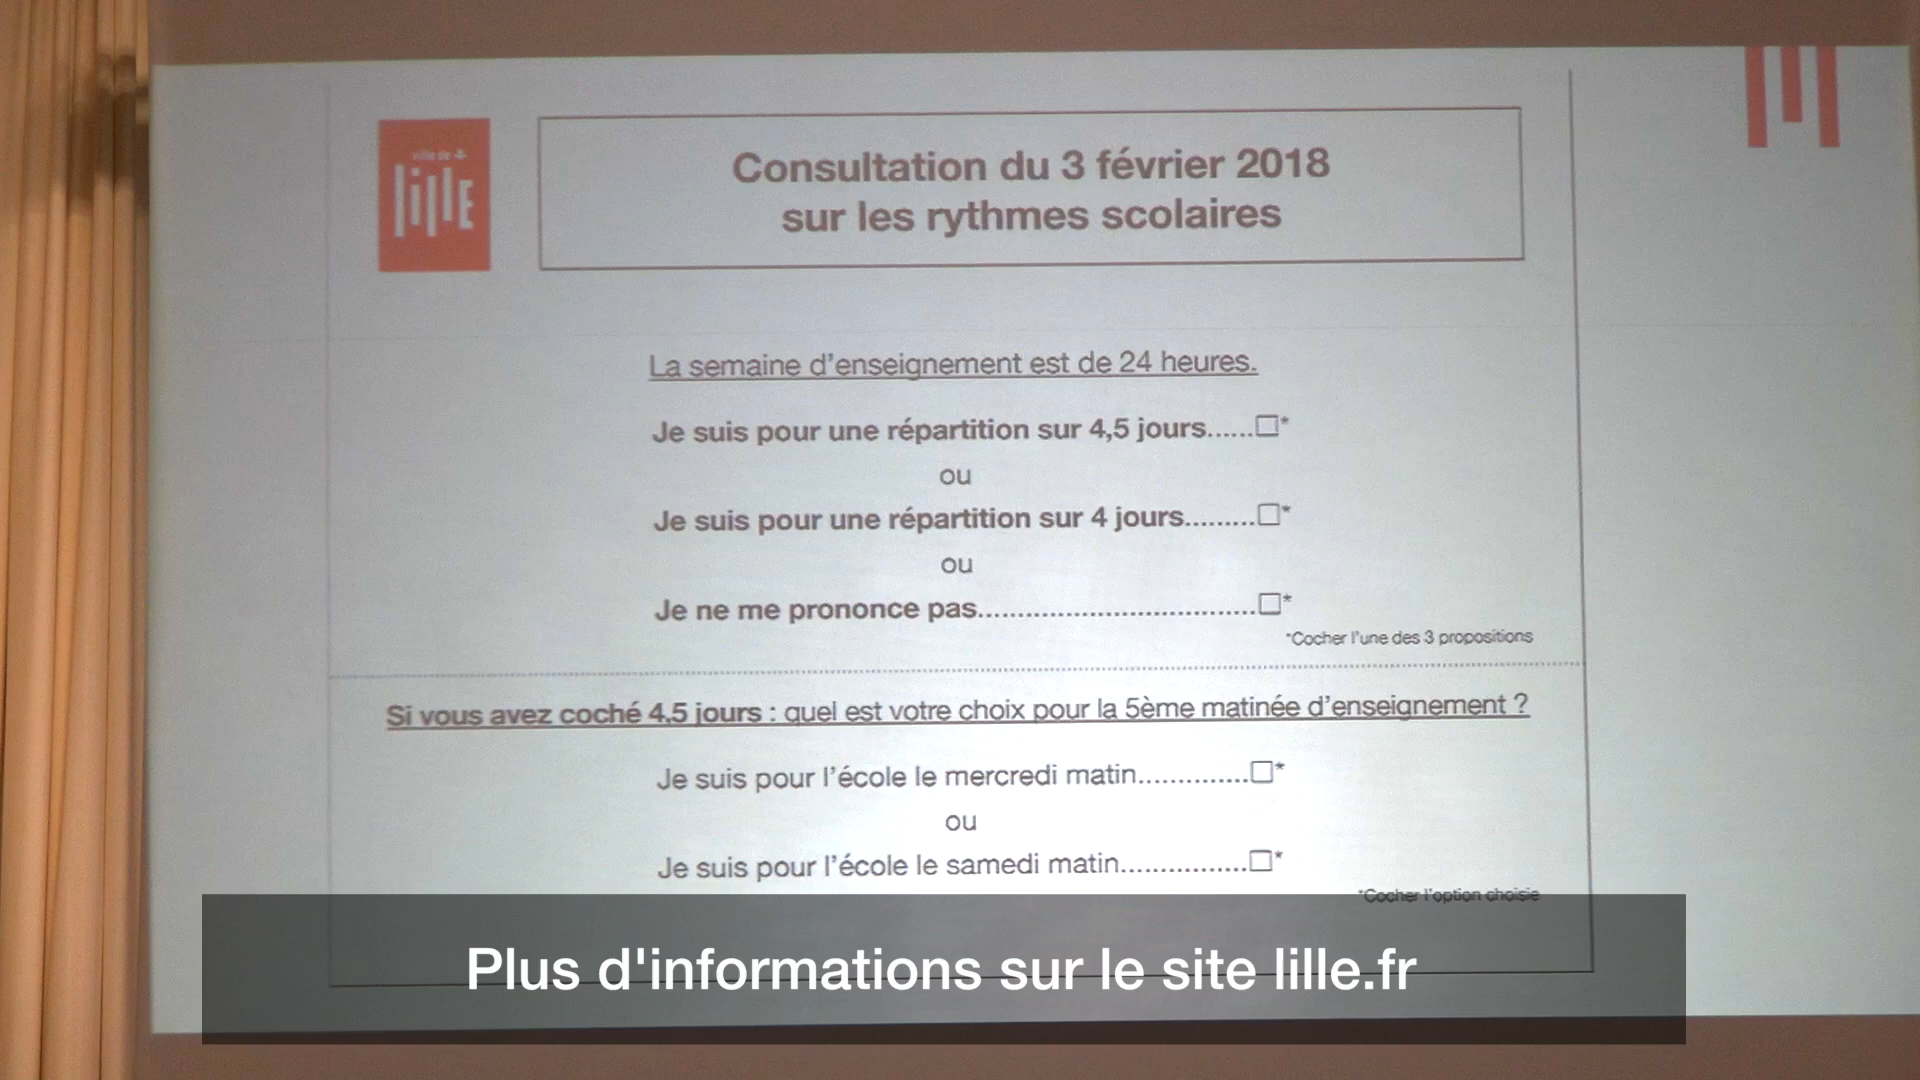 ville de
lille
Consultation du 3 février 2018
sur les rythmes scolaires
La semaine d'enseignement est de 24 heures.
Je suis pour une répartition sur 4,5 jours......☐*
ou
Je suis pour une répartition sur 4 jours.........☐*
ou
Je ne me prononce pas...................................☐*
*Cocher l'une des 3 propositions
Si vous avez coché 4,5 jours : quel est votre choix pour la 5ème matinée d'enseignement ?
Je suis pour l'école le mercredi matin..............☐*
ou
Je suis pour l'école le samedi matin................☐*
*Cocher l'option choisie
Plus d'informations sur le site lille.fr